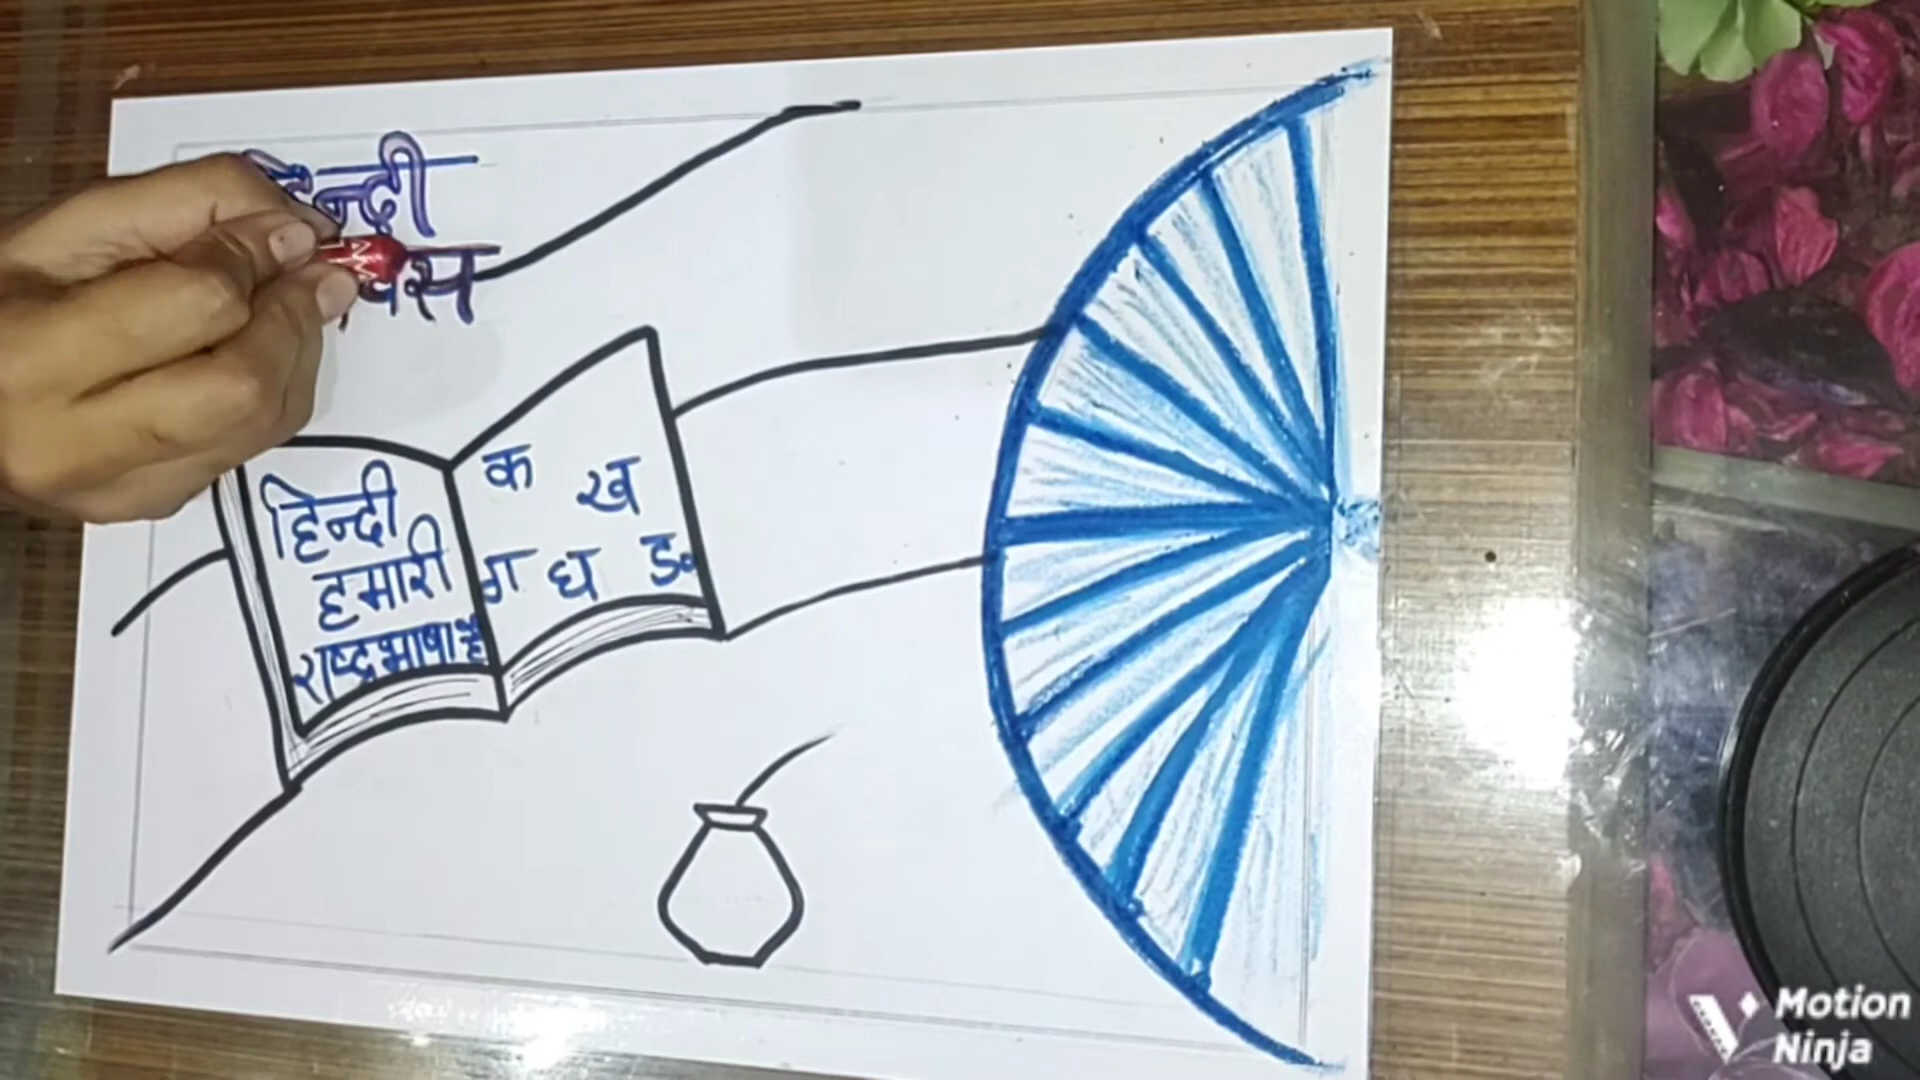 हिन्दी
हिन्दी
हमारी
राष्ट्रभाषा है
क ख
ग घ ङ
Motion
Ninja